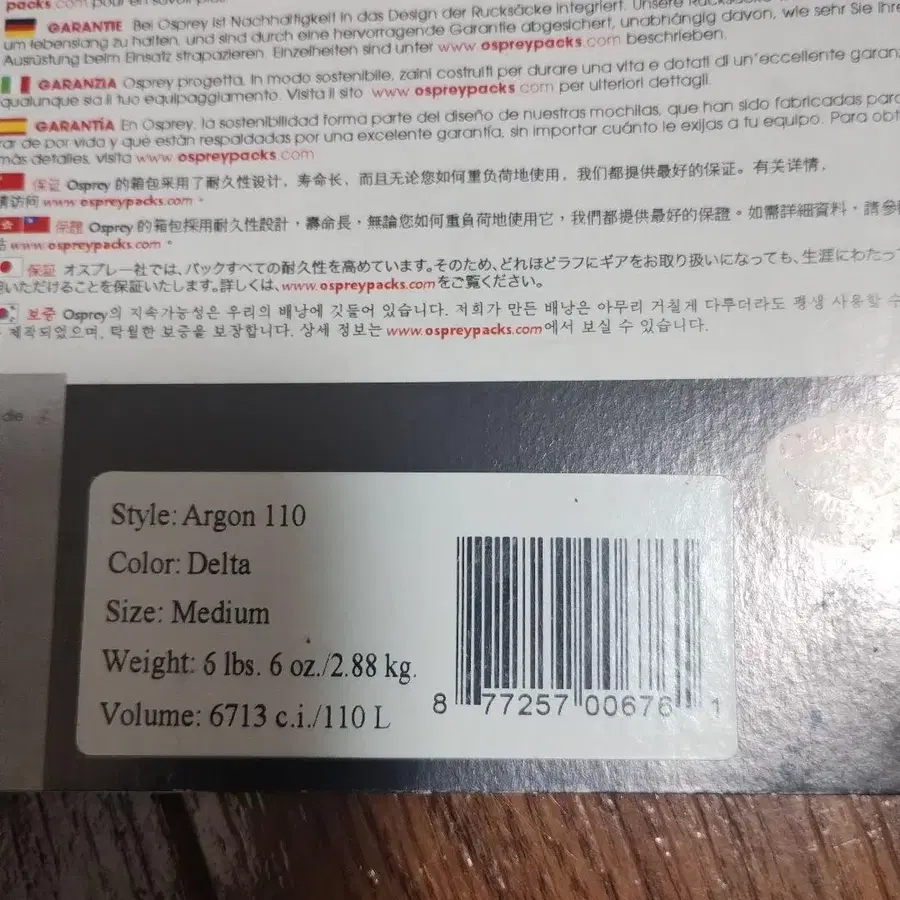 packs.com pour en savoir plus.
GARANTIE Bei Osprey ist Nachhaltigkeit in das Design der Rucksäcke integriert. Unsere Rucksäcke
um lebenslang zu halten, und sind durch eine hervorragende Garantie abgesichert, unabhängig davon, wie sehr Sie Ihre
Ausrüstung beim Einsatz strapazieren. Einzelheiten sind unter www.ospreypacks.com beschrieben.
GARANZIA Osprey progetta, in modo sostenibile, zaini costruiti per durare una vita e dotati di un'eccellente garan
qualunque sia il tuo equipaggiamento. Visita il sito www.ospreypacks.com per ulteriori dettagli.
GARANTÍA En Osprey, la sostenibilidad forma parte del diseño de nuestras mochilas, que han sido fabricadas para
rar de por vida y que están respaldadas por una excelente garantía, sin importar cuánto le exijas a tu equipo. Para obt
más detalles, visita www.ospreypacks.com
保证 Osprey 的箱包采用了耐久性设计，寿命长，而且无论您如何重负荷地使用，我们都提供最好的保证。有关详情，
请访问 www.ospreypacks.com。
保證 Osprey 的箱包採用耐久性設計，壽命長，無論您如何重負荷地使用它，我們都提供最好的保證。如需詳細資料，請參
www.ospreypacks.com。
保証 オスプレー社では、パックすべての耐久性を高めています。そのため、どれほどラフにギアをお取り扱いになっても、生涯にわたっ
いただけることを保証いたします。詳しくは、www.ospreypacks.comをご覧ください。
보증 Osprey의 지속가능성은 우리의 배낭에 깃들어 있습니다. 저희가 만든 배낭은 아무리 거칠게 다루더라도 평생 사용할 수
제작되었으며, 탁월한 보증을 보장합니다. 상세 정보는 www.ospreypacks.com에서 보실 수 있습니다.
die
Style: Argon 110
Color: Delta
Size: Medium
Weight: 6 lbs. 6 oz./2.88 kg.
Volume: 6713 c.i./110 L
8 77257 00676 1